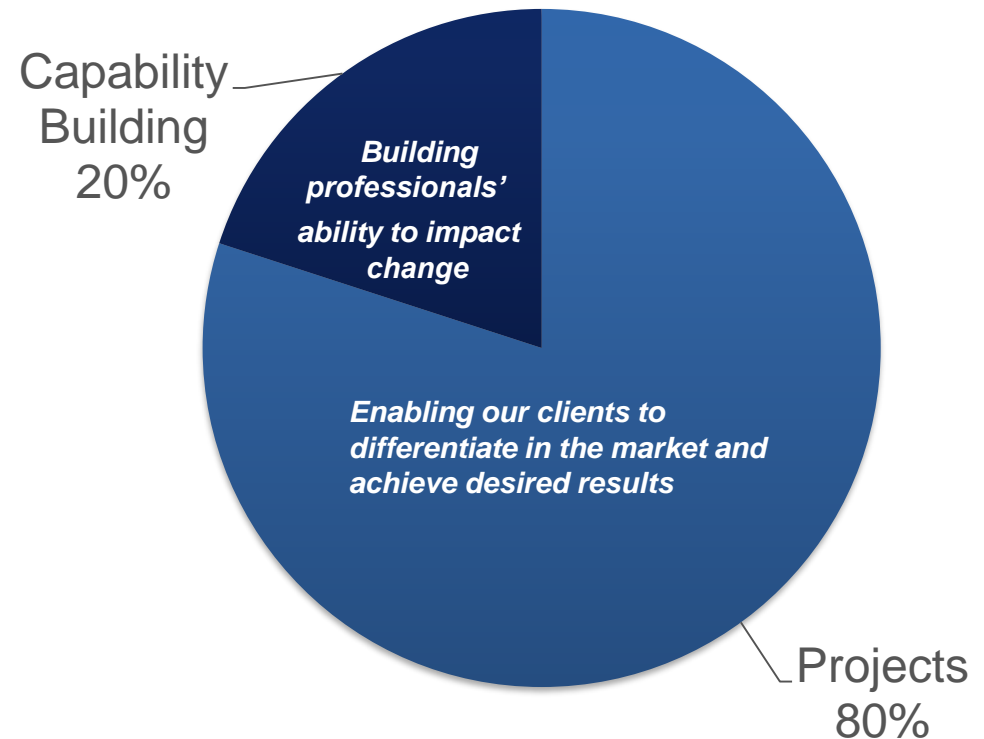 Capability
Building
20%
Building
professionals’
ability to impact
change
Enabling our clients to
differentiate in the market and
achieve desired results
Projects
80%